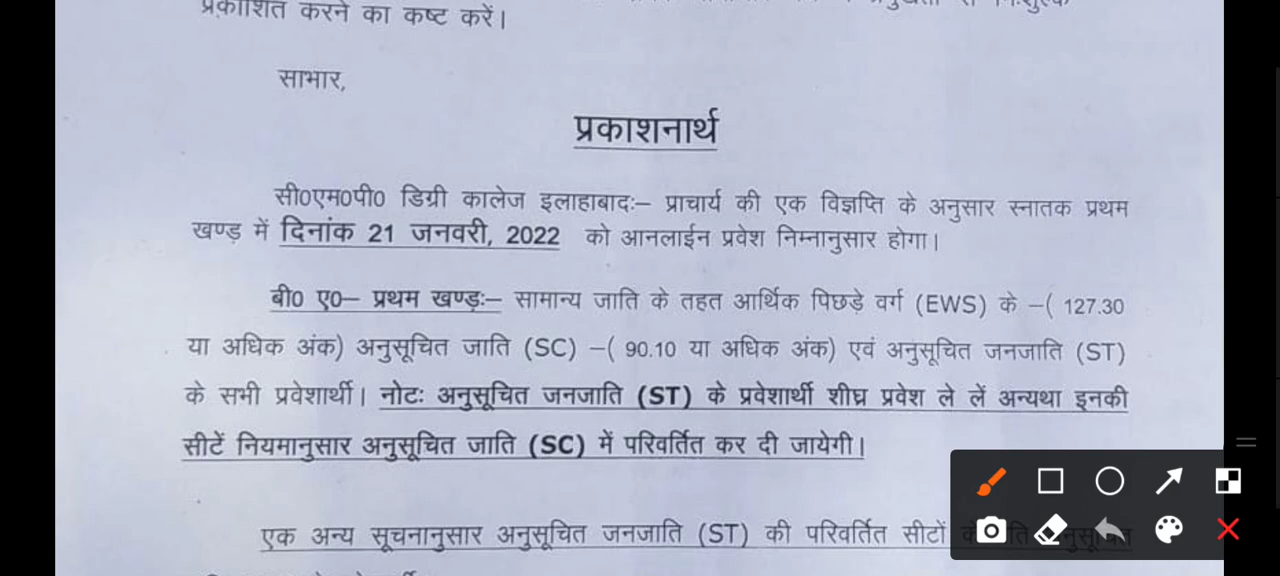 प्रकाशित करने का कष्ट करें।
साभार,
प्रकाशनार्थ
सी0एम0पी0 डिग्री कालेज इलाहाबादः– प्राचार्य की एक विज्ञप्ति के अनुसार स्नातक प्रथम
खण्ड़ में दिनांक 21 जनवरी, 2022 को आनलाईन प्रवेश निम्नानुसार होगा।
बी0 ए0– प्रथम खण्ड़ः– सामान्य जाति के तहत आर्थिक पिछड़े वर्ग (EWS) के –( 127.30
या अधिक अंक) अनुसूचित जाति (SC) –( 90.10 या अधिक अंक) एवं अनुसूचित जनजाति (ST)
के सभी प्रवेशार्थी। नोटः अनुसूचित जनजाति (ST) के प्रवेशार्थी शीघ्र प्रवेश ले लें अन्यथा इनकी
सीटें नियमानुसार अनुसूचित जाति (SC) में परिवर्तित कर दी जायेगी।
एक अन्य सूचनानुसार अनुसूचित जनजाति (ST) की परिवर्तित सीटों